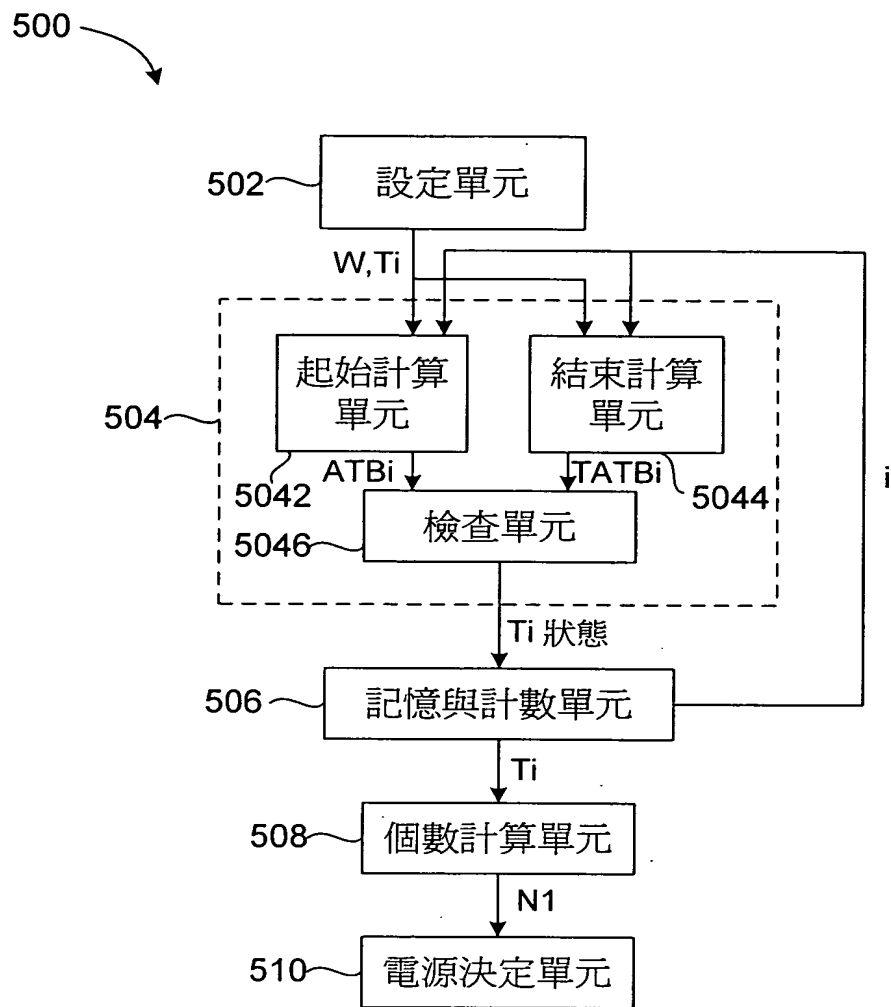 500
502
設定單元
W,Ti
起始計算
單元
結束計算
單元
504
5042
ATBi
TATBi
5044
i
5046
檢查單元
Ti 狀態
506
記憶與計數單元
Ti
508
個數計算單元
N1
510
電源決定單元